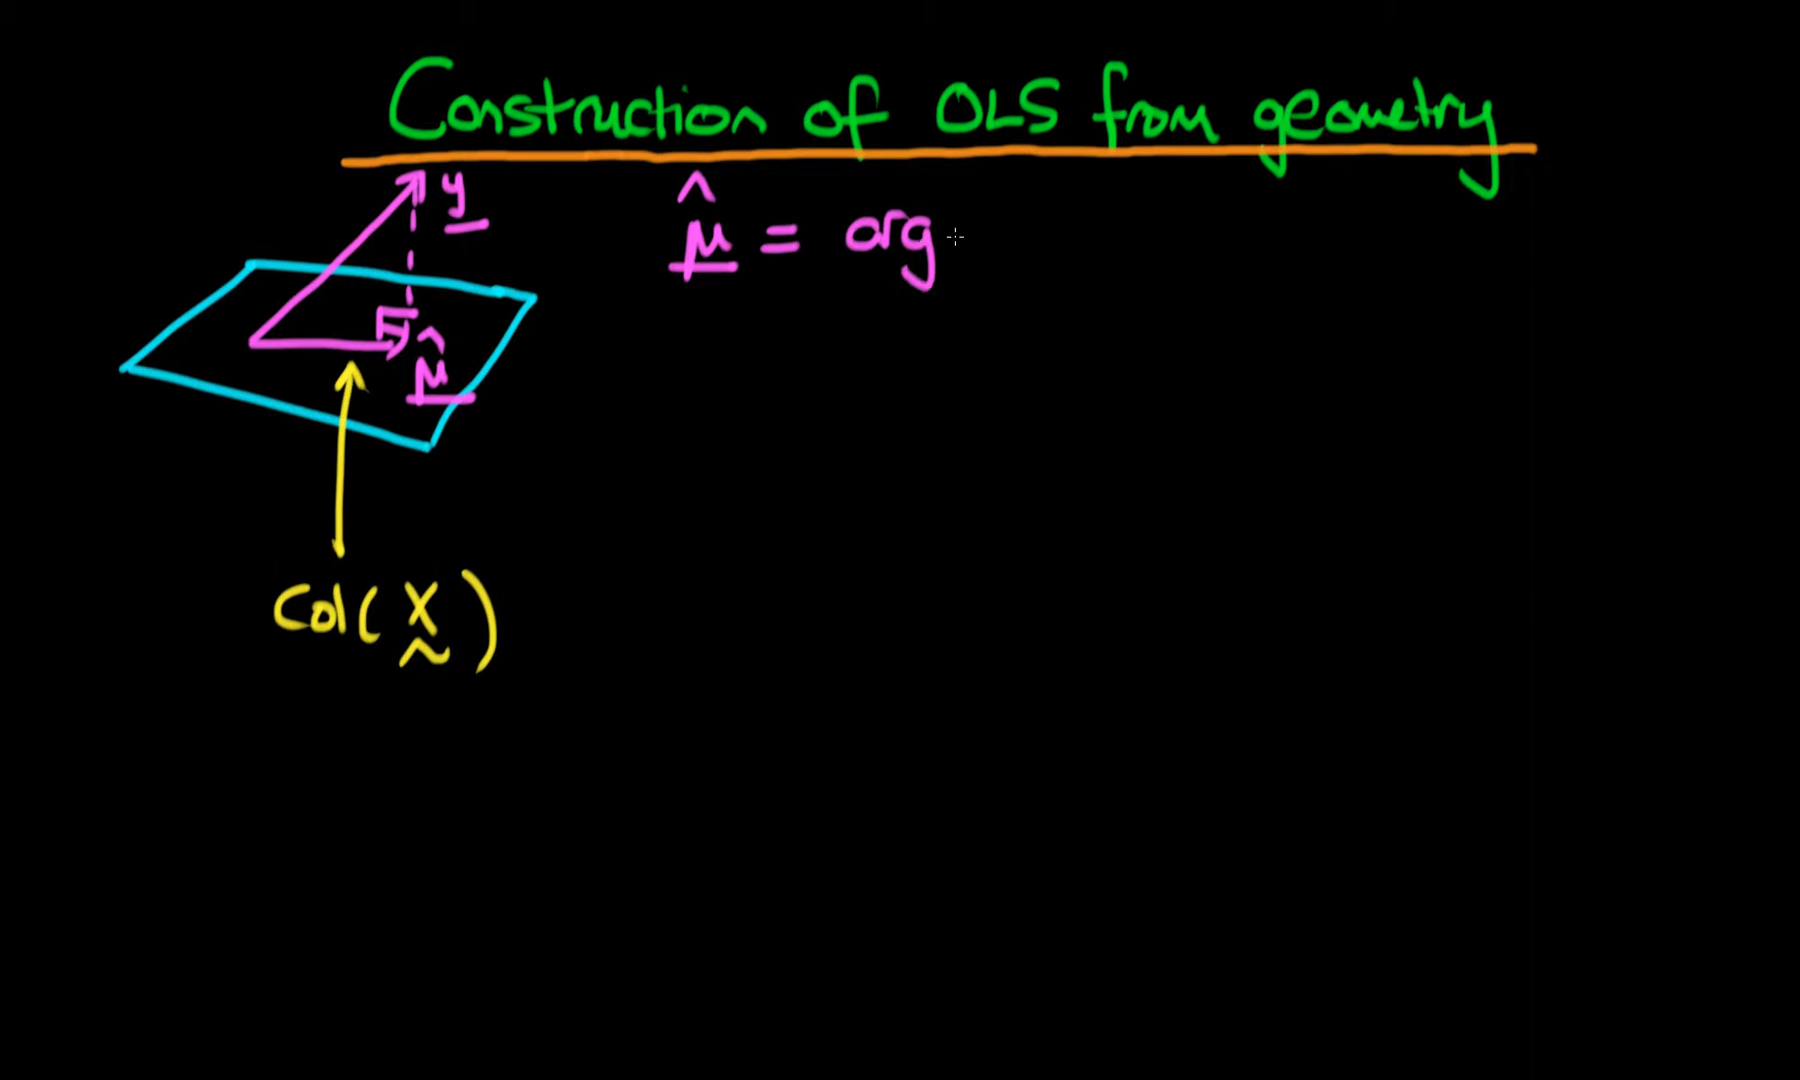 Construction of OLS from geometry
y
μ̂ = arg
μ̂
Col(X)